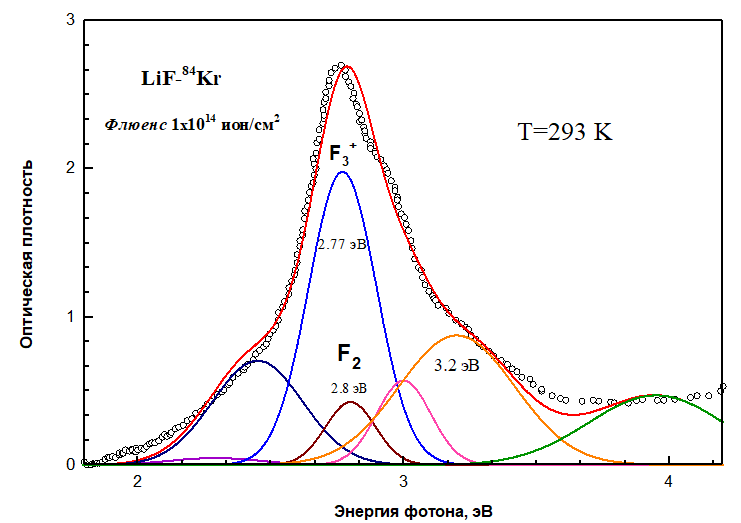 3
LiF-⁸⁴Kr
Флюенс 1x10¹⁴ ион/см²
T=293 K
F₃⁺
2
2.77 эВ
1
F₂
2.8 эВ
3.2 эВ
0
2 3 4
Оптическая плотность
Энергия фотона, эВ